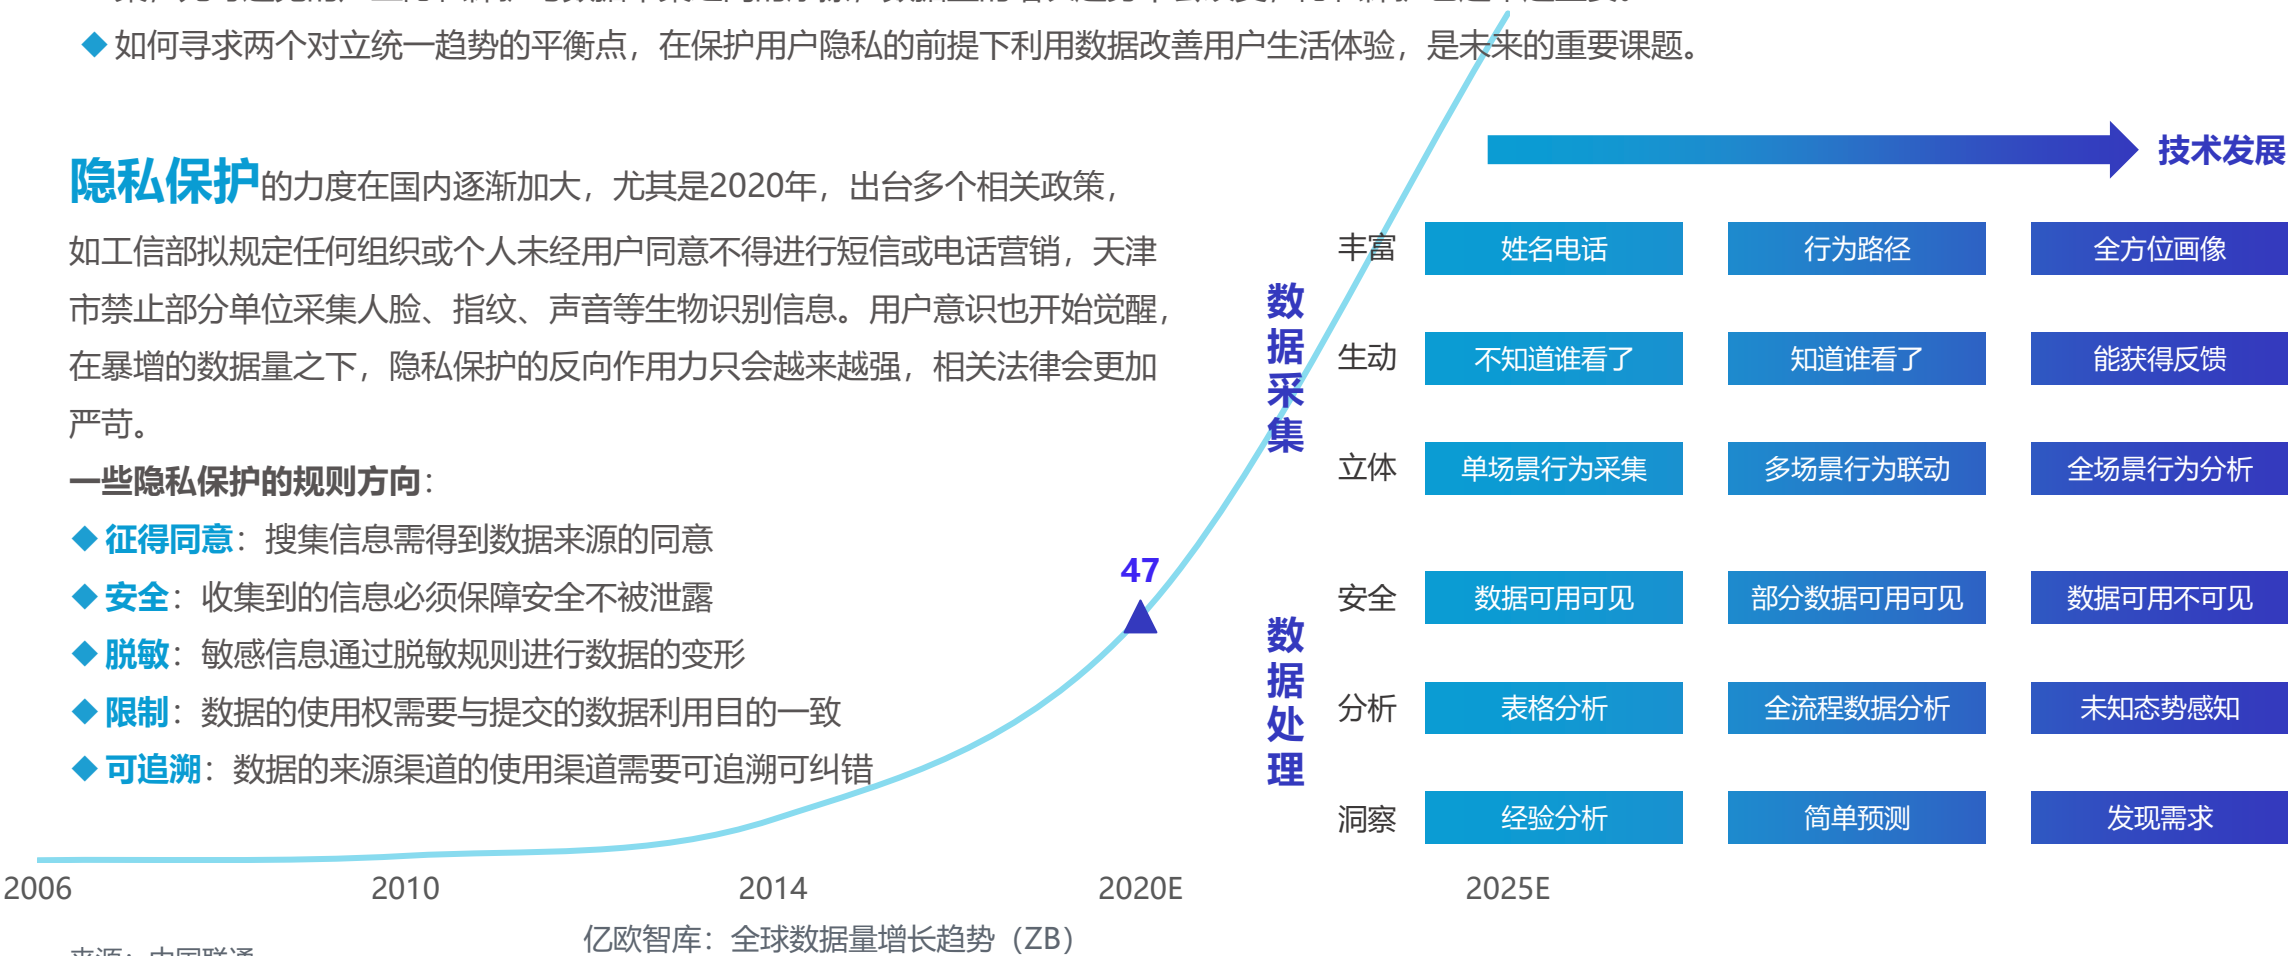 ◆如何寻求两个对立统一趋势的平衡点，在保护用户隐私的前提下利用数据改善用户生活体验，是未来的重要课题。
技术发展
隐私保护的力度在国内逐渐加大，尤其是2020年，出台多个相关政策，
如工信部拟规定任何组织或个人未经用户同意不得进行短信或电话营销，天津
市禁止部分单位采集人脸、指纹、声音等生物识别信息。用户意识也开始觉醒，
在暴增的数据量之下，隐私保护的反向作用力只会越来越强，相关法律会更加
严苛。
一些隐私保护的规则方向：
◆征得同意：搜集信息需得到数据来源的同意
◆安全：收集到的信息必须保障安全不被泄露
◆脱敏：敏感信息通过脱敏规则进行数据的变形
◆限制：数据的使用权需要与提交的数据利用目的一致
◆可追溯：数据的来源渠道的使用渠道需要可追溯可纠错
47
数据采集
丰富 姓名电话 行为路径 全方位画像
生动 不知道谁看了 知道谁看了 能获得反馈
立体 单场景行为采集 多场景行为联动 全场景行为分析
数据处理
安全 数据可用可见 部分数据可用可见 数据可用不可见
分析 表格分析 全流程数据分析 未知态势感知
洞察 经验分析 简单预测 发现需求
2006 2010 2014 2020E 2025E
亿欧智库：全球数据量增长趋势（ZB）